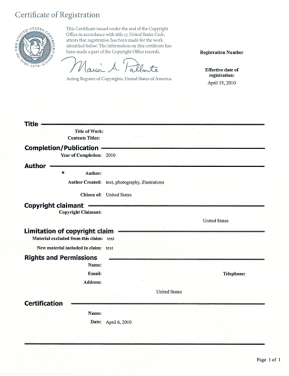 Certificate of Registration
This Certificate issued under the seal of the Copyright
Office in accordance with title 17, United States Code,
attests that registration has been made for the work
identified below. The information on this certificate has
been made a part of the Copyright Office records.
Registration Number
Maria A. Pallante
Acting Register of Copyrights, United States of America
Effective date of
registration:
April 15, 2010
Title
Title of Work:
Contents Titles:
Completion/Publication
Year of Completion: 2010
Author
Author:
Author Created: text, photography, illustrations
Citizen of: United States
Copyright claimant
Copyright Claimant:
United States
Limitation of copyright claim
Material excluded from this claim: text
New material included in claim: text
Rights and Permissions
Name:
Email: Telephone:
Address:
United States
Certification
Name:
Date: April 6, 2010
Page 1 of 1